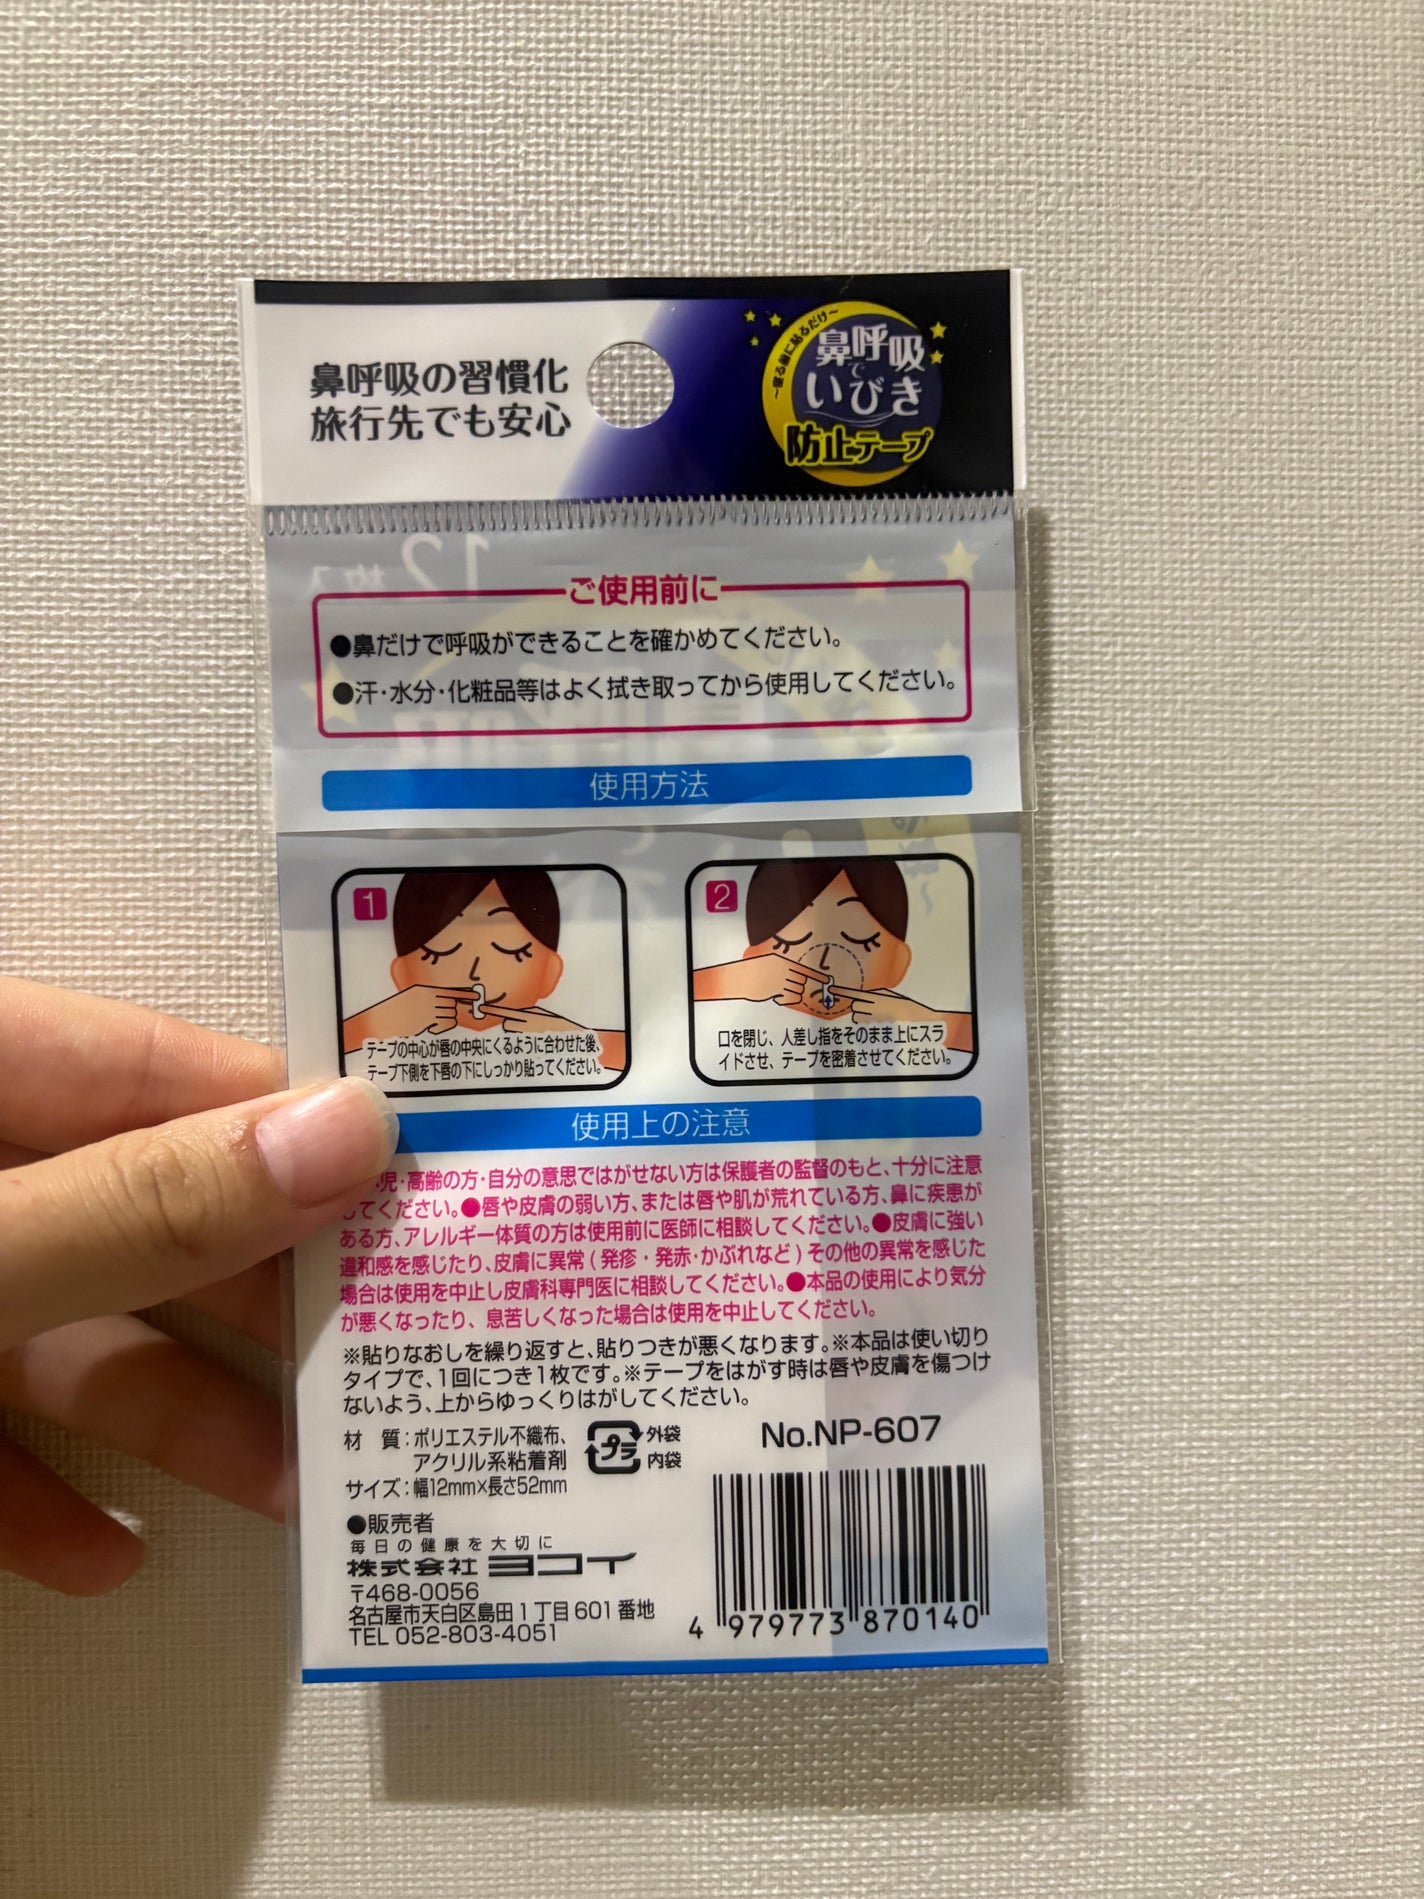 鼻呼吸の習慣化
旅行先でも安心
～寝る前に貼るだけ～
鼻呼吸で
いびき
防止テープ
ご使用前に
●鼻だけで呼吸ができることを確かめてください。
●汗・水分・化粧品等はよく拭き取ってから使用してください。
使用方法
1
テープの中心が唇の中央にくるように合わせた後、
テープ下側を下唇の下にしっかり貼ってください。
2
口を閉じ、人差し指をそのまま上にスラ
イドさせ、テープを密着させてください。
使用上の注意
児・高齢の方・自分の意思ではがせない方は保護者の監督のもと、十分に注意
してください。●唇や皮膚の弱い方、または唇や肌が荒れている方、鼻に疾患が
ある方、アレルギー体質の方は使用前に医師に相談してください。●皮膚に強い
違和感を感じたり、皮膚に異常(発疹・発赤・かぶれなど)その他の異常を感じた
場合は使用を中止し皮膚科専門医に相談してください。●本品の使用により気分
が悪くなったり、息苦しくなった場合は使用を中止してください。
※貼りなおしを繰り返すと、貼りつきが悪くなります。※本品は使い切り
タイプで、1回につき1枚です。※テープをはがす時は唇や皮膚を傷つけ
ないよう、上からゆっくりはがしてください。
材　質：ポリエステル不織布、
アクリル系粘着剤
サイズ：幅12mm×長さ52mm
プラ
外袋
内袋
No.NP-607
●販売者
毎日の健康を大切に
株式会社 ヨコイ
〒468-0056
名古屋市天白区島田1丁目601番地
TEL 052-803-4051
4 979773 870140